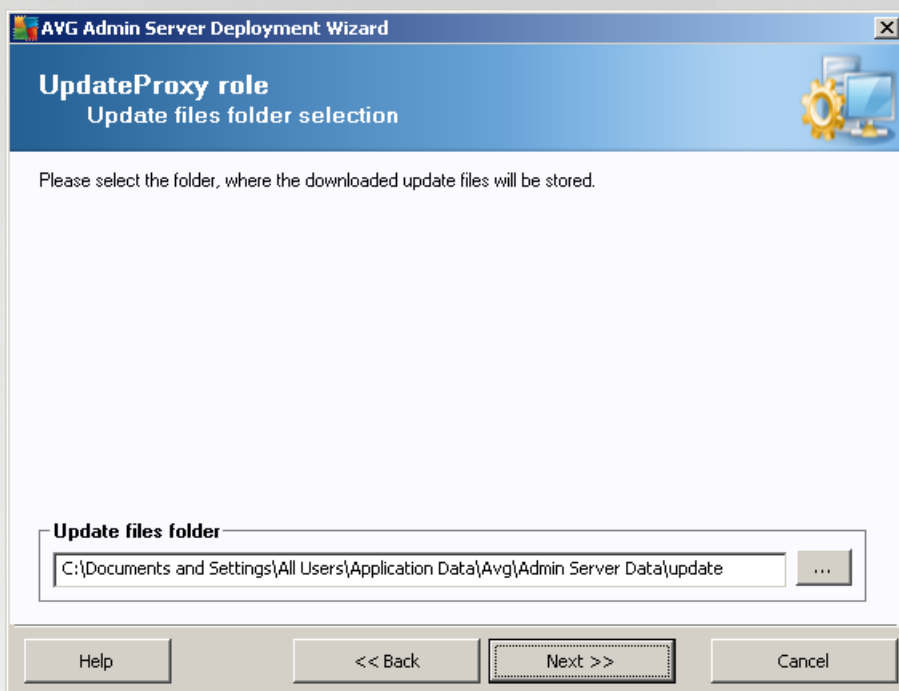 AVG Admin Server Deployment Wizard
UpdateProxy role
Update files folder selection
Please select the folder, where the downloaded update files will be stored.
Update files folder
C:\Documents and Settings\All Users\Application Data\Avg\Admin Server Data\update
...
Help
<< Back
Next >>
Cancel